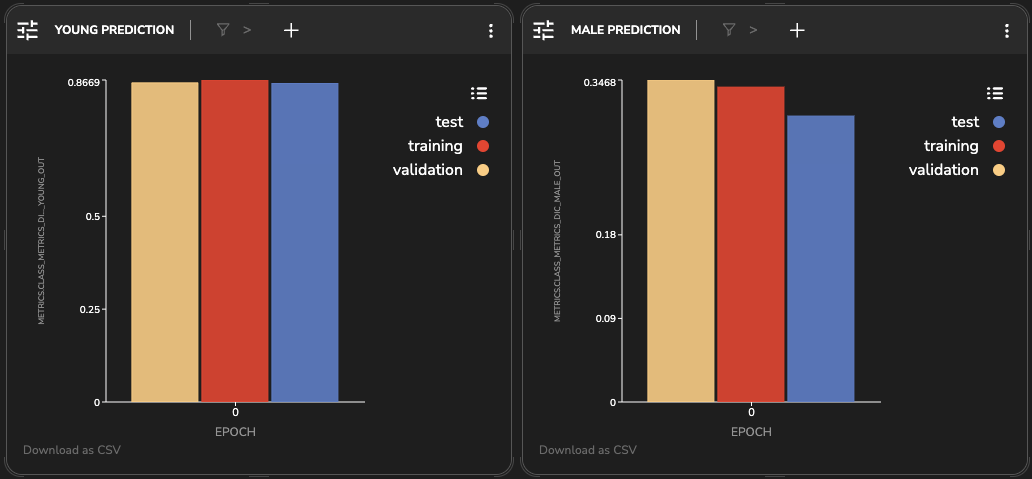 YOUNG PREDICTION
>
+
0.8669
0.5
0.25
0
METRICS.CLASS_METRICS_DI..._YOUNG_OUT
test
training
validation
0
EPOCH
Download as CSV
MALE PREDICTION
>
+
0.3468
0.18
0.09
0
METRICS.CLASS_METRICS_DIC_MALE_OUT
test
training
validation
0
EPOCH
Download as CSV